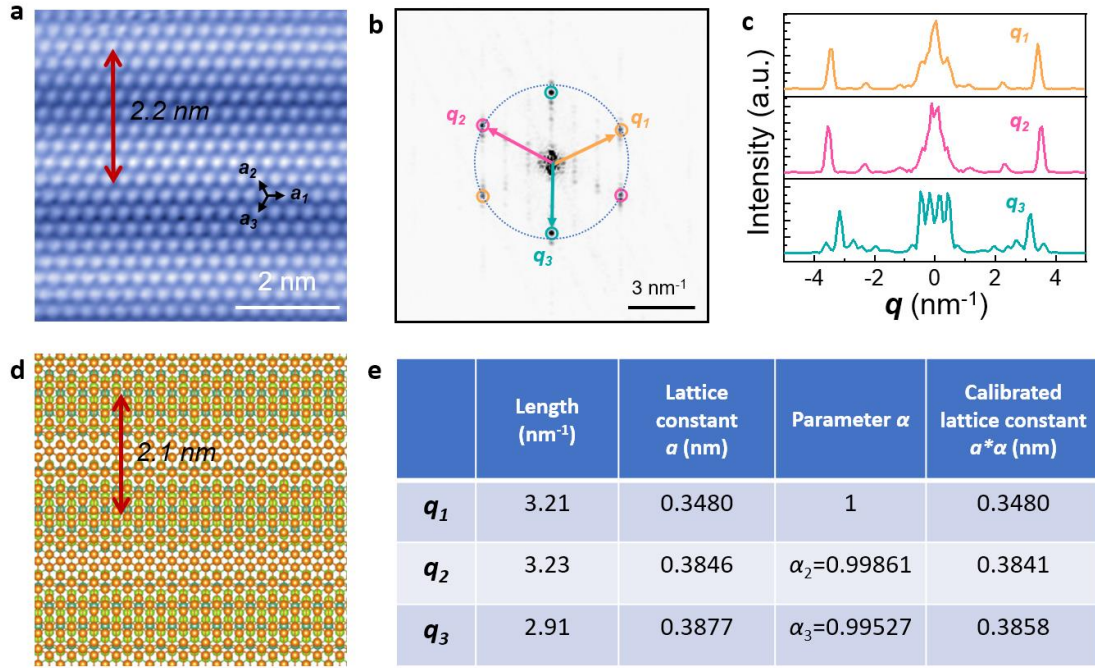 a
2.2 nm
a2
a1
a3
2 nm
b
q2
q1
q3
3 nm-1
c
Intensity (a.u.)
q1
q2
q3
-4 -2 0 2 4
q (nm-1)
d
2.1 nm
e
Length (nm-1)
Lattice constant a (nm)
Parameter α
Calibrated lattice constant a*α (nm)
q1 3.21 0.3480 1 0.3480
q2 3.23 0.3846 α2=0.99861 0.3841
q3 2.91 0.3877 α3=0.99527 0.3858